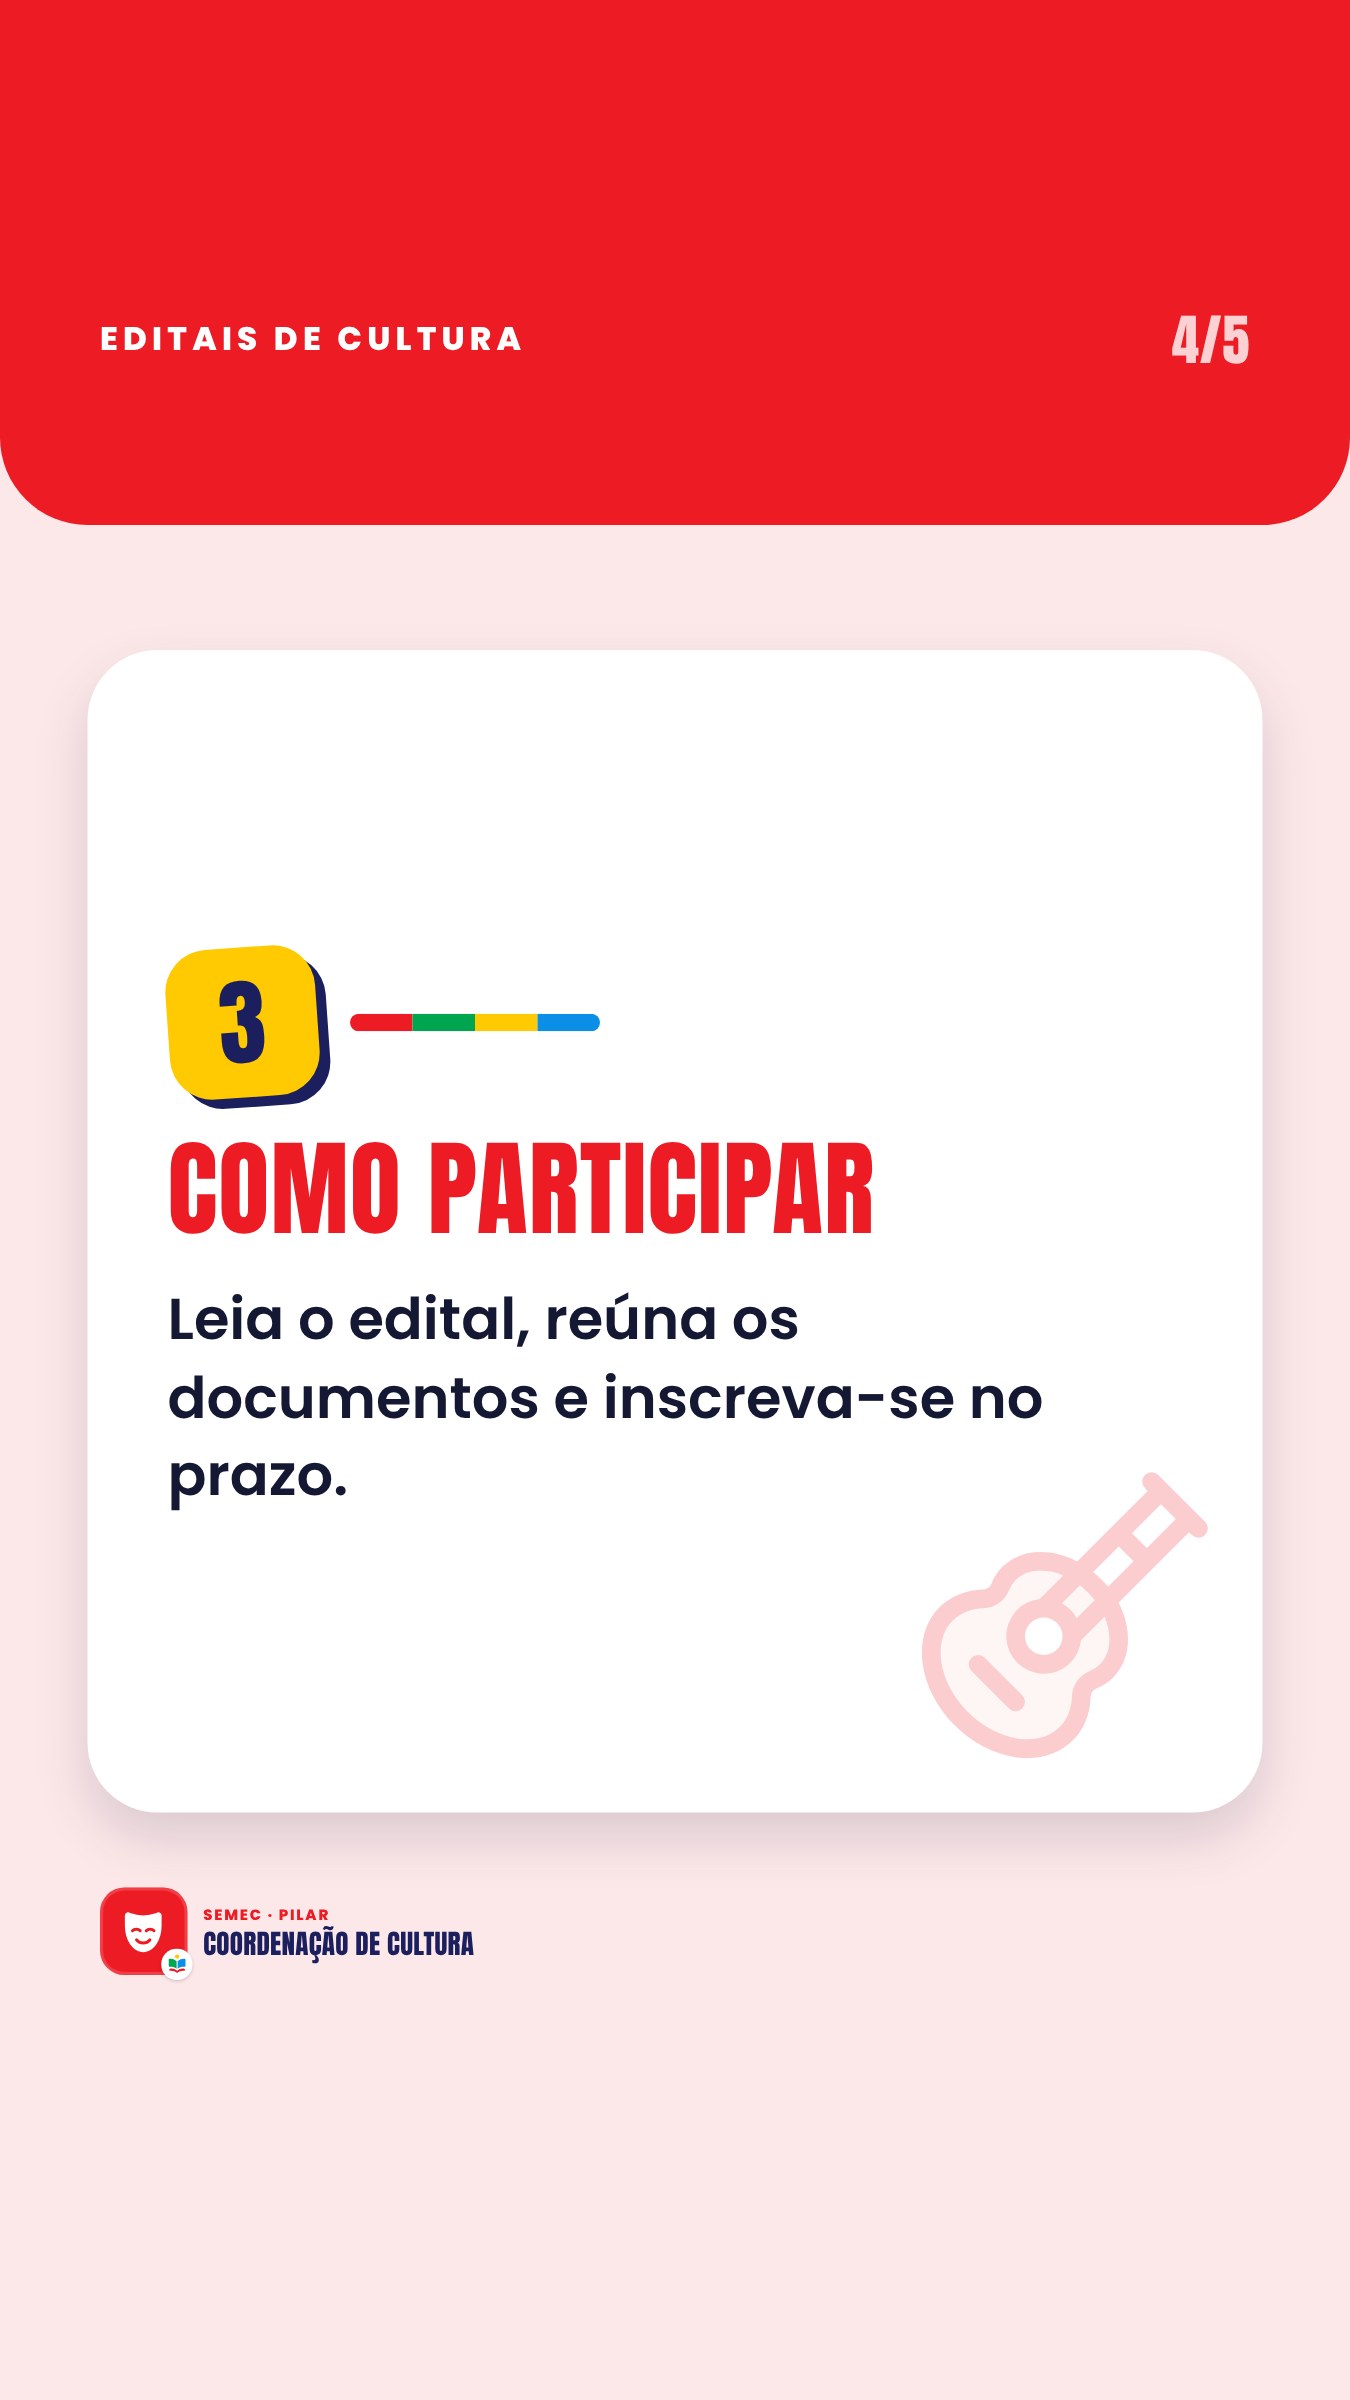 EDITAIS DE CULTURA
4/5
3
COMO PARTICIPAR
Leia o edital, reúna os
documentos e inscreva-se no
prazo.
SEMEC · PILAR
COORDENAÇÃO DE CULTURA